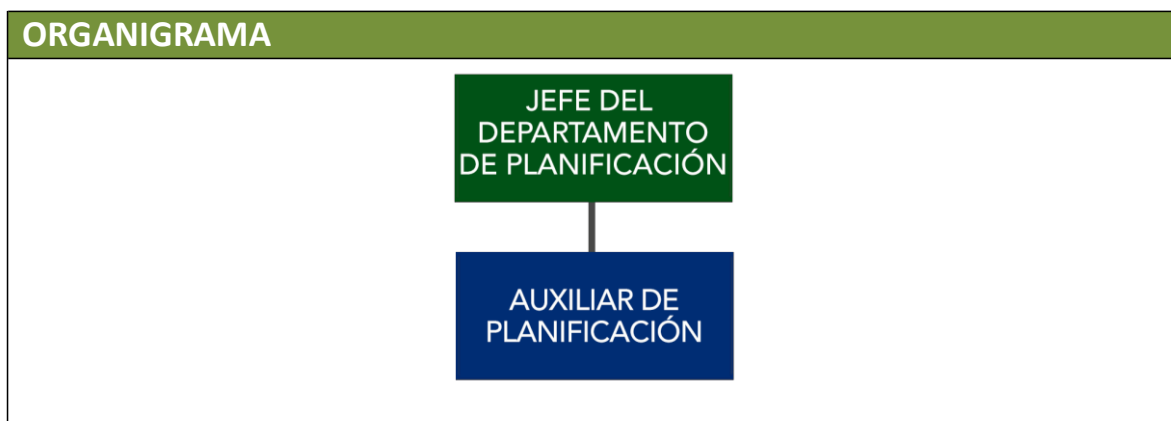 ORGANIGRAMA
JEFE DEL
DEPARTAMENTO
DE PLANIFICACIÓN
AUXILIAR DE
PLANIFICACIÓN